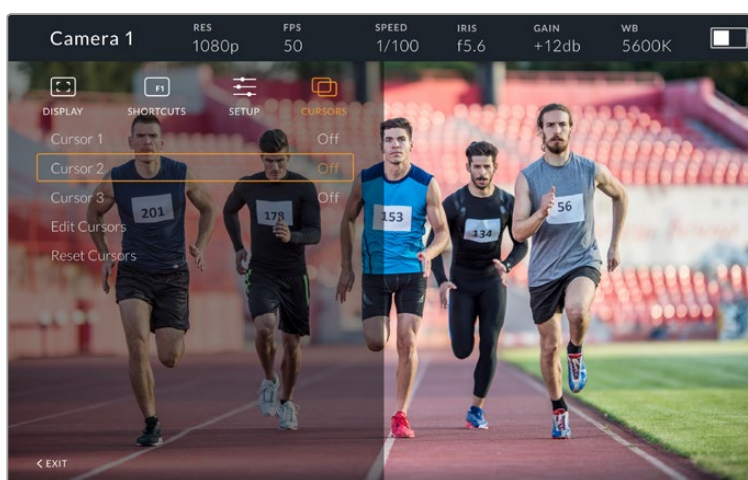 Camera 1
RES
1080p
FPS
50
SPEED
1/100
IRIS
f5.6
GAIN
+12db
WB
5600K
DISPLAY
F1
SHORTCUTS
SETUP
CURSORS
Cursor 1 Off
Cursor 2 Off
Cursor 3 Off
Edit Cursors
Reset Cursors
201
178
153
134
56
< EXIT